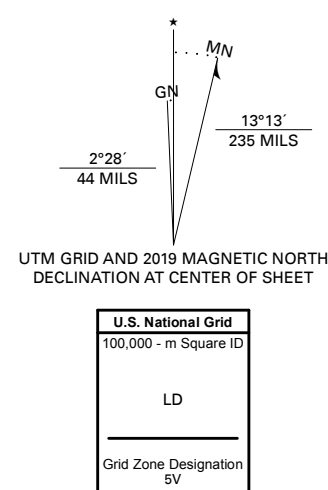 ★
MN
GN
13°13´
235 MILS
2°28´
44 MILS
UTM GRID AND 2019 MAGNETIC NORTH
DECLINATION AT CENTER OF SHEET
U.S. National Grid
100,000 - m Square ID
LD
Grid Zone Designation
5V